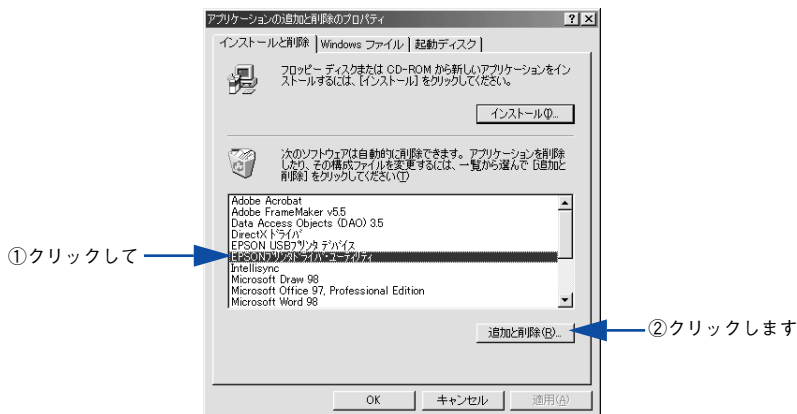 アプリケーションの追加と削除のプロパティ
インストールと削除 Windows ファイル 起動ディスク
フロッピー ディスクまたは CD-ROM から新しいアプリケーションをイン
ストールするには、[インストール] をクリックしてください。
インストール(I)...
次のソフトウェアは自動的に削除できます。アプリケーションを削除
したり、その構成ファイルを変更するには、一覧から選んで [追加と
削除] をクリックしてください(T)
Adobe Acrobat
Adobe FrameMaker v5.5
Data Access Objects (DAO) 3.5
DirectX ドライバ
EPSON USBプリンタ デバイス
①クリックして
EPSONプリンタドライバ・ユーティリティ
Intellisync
Microsoft Draw 98
Microsoft Office 97, Professional Edition
Microsoft Word 98
追加と削除(R)...
②クリックします
OK キャンセル 適用(A)